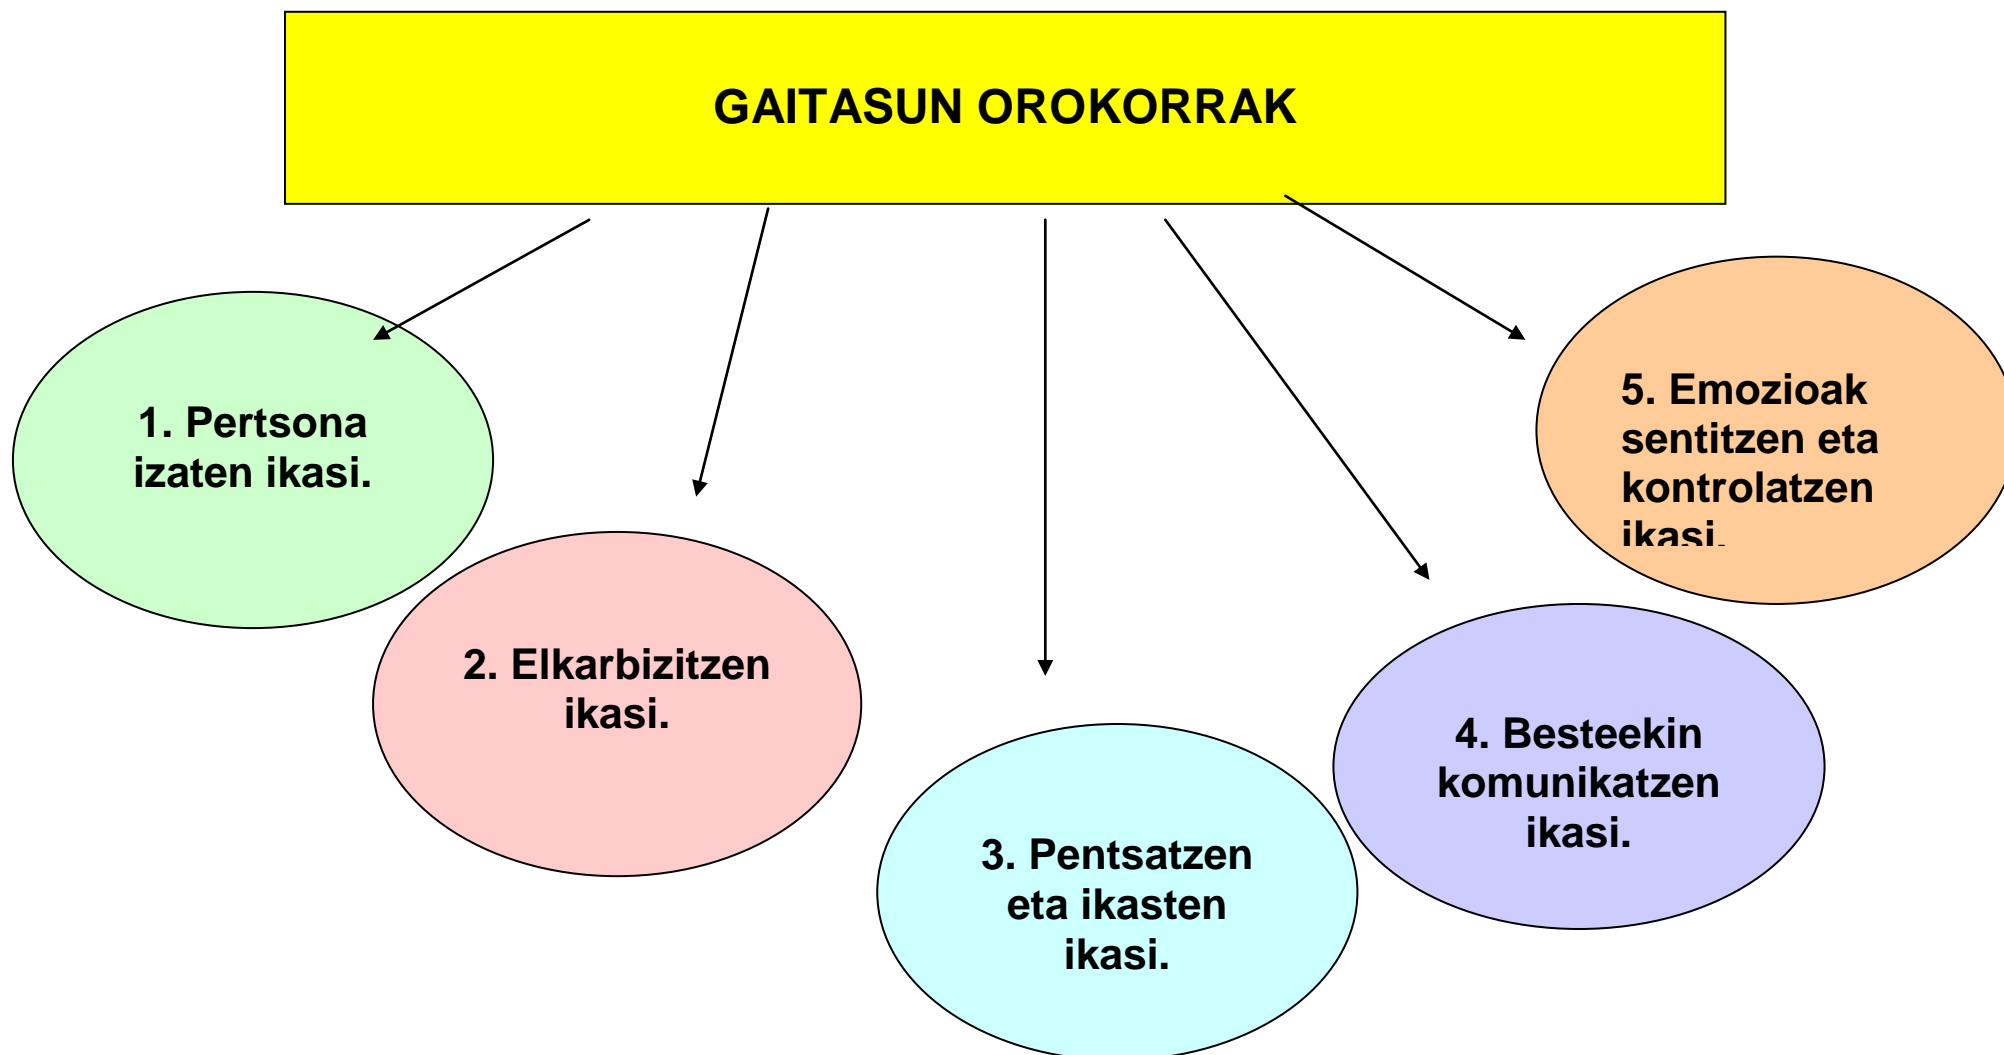 GAITASUN OROKORRAK
1. Pertsona
izaten ikasi.
2. Elkarbizitzen
ikasi.
3. Pentsatzen
eta ikasten
ikasi.
4. Besteekin
komunikatzen
ikasi.
5. Emozioak
sentitzen eta
kontrolatzen
ikasi.